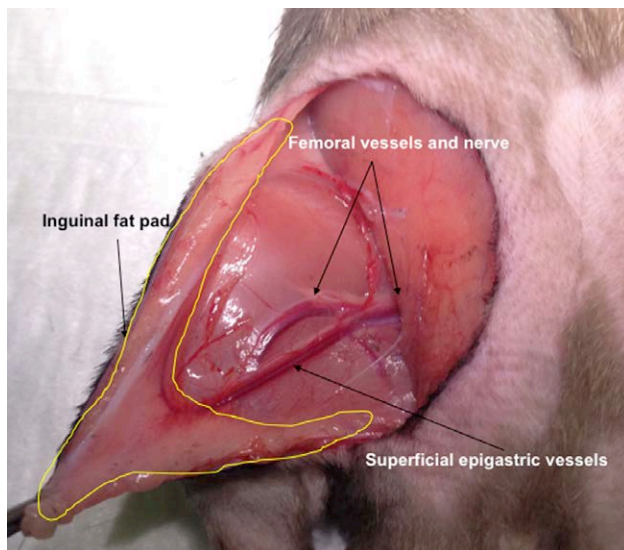 Femoral vessels and nerve
Inguinal fat pad
Superficial epigastric vessels